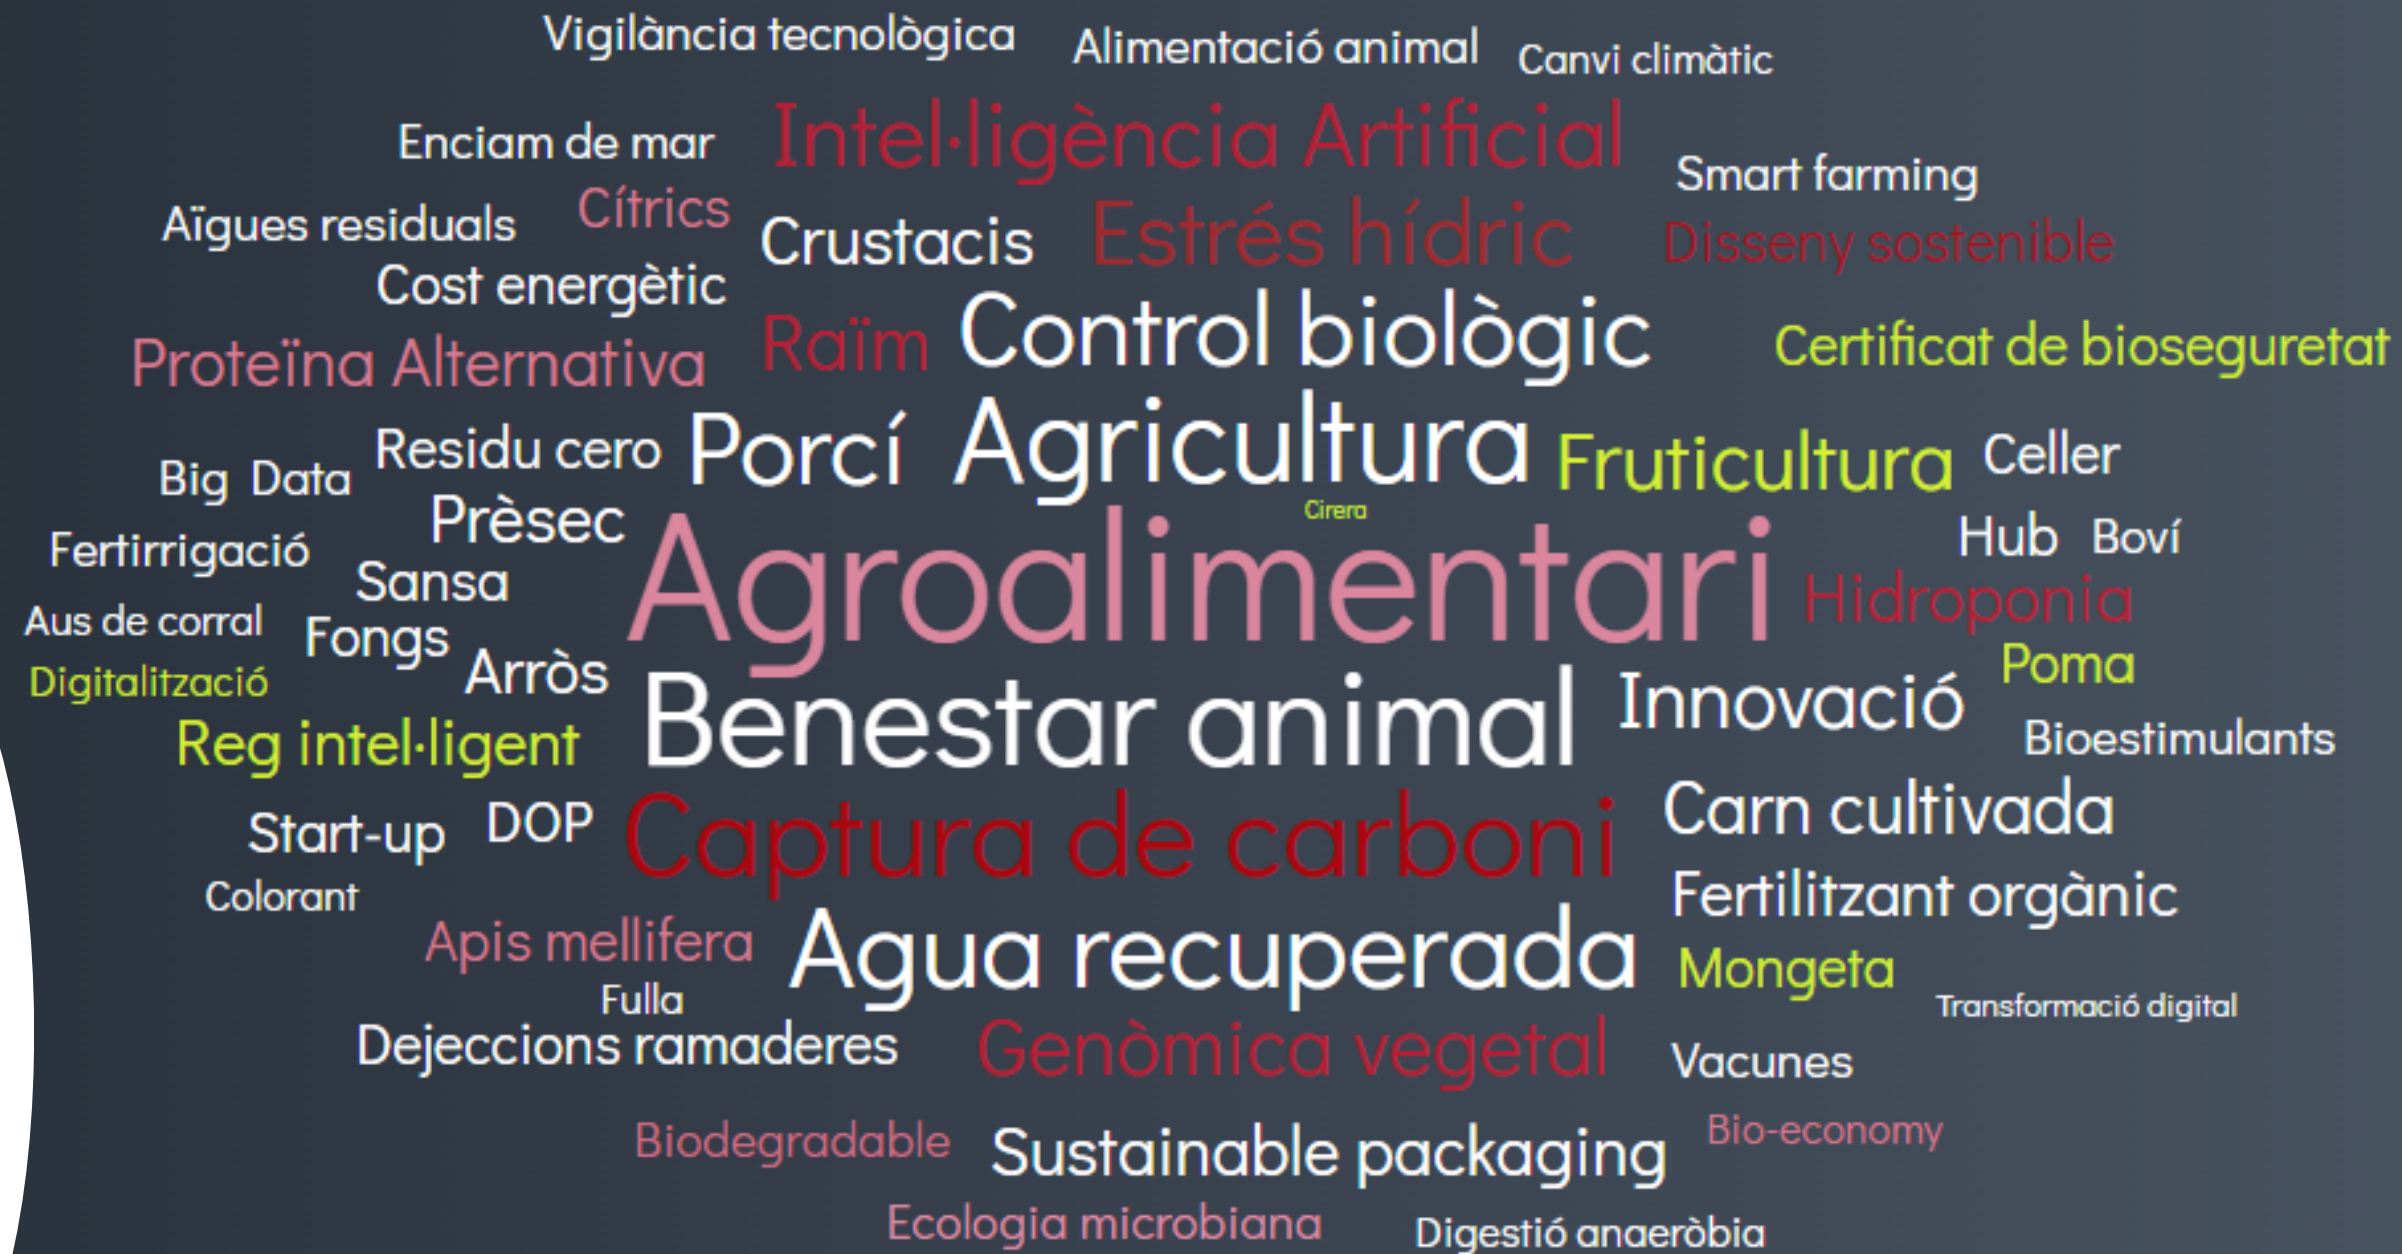 Vigilància tecnològica
Alimentació animal
Canvi climàtic
Enciam de mar
Intel·ligència Artificial
Smart farming
Aïgues residuals
Cítrics
Crustacis
Estrés hídric
Disseny sostenible
Cost energètic
Proteïna Alternativa
Raïm
Control biològic
Certificat de bioseguretat
Big Data
Residu cero
Porcí
Agricultura
Fruticultura
Celler
Prèsec
Cirera
Fertirrigació
Sansa
Agroalimentari
Hub
Boví
Hidroponia
Aus de corral
Fongs
Arròs
Poma
Digitalització
Reg intel·ligent
Benestar animal
Innovació
Bioestimulants
Start-up
DOP
Captura de carboni
Carn cultivada
Colorant
Fertilitzant orgànic
Apis mellifera
Agua recuperada
Mongeta
Fulla
Transformació digital
Dejeccions ramaderes
Genòmica vegetal
Vacunes
Biodegradable
Sustainable packaging
Bio-economy
Ecologia microbiana
Digestió anaeròbia